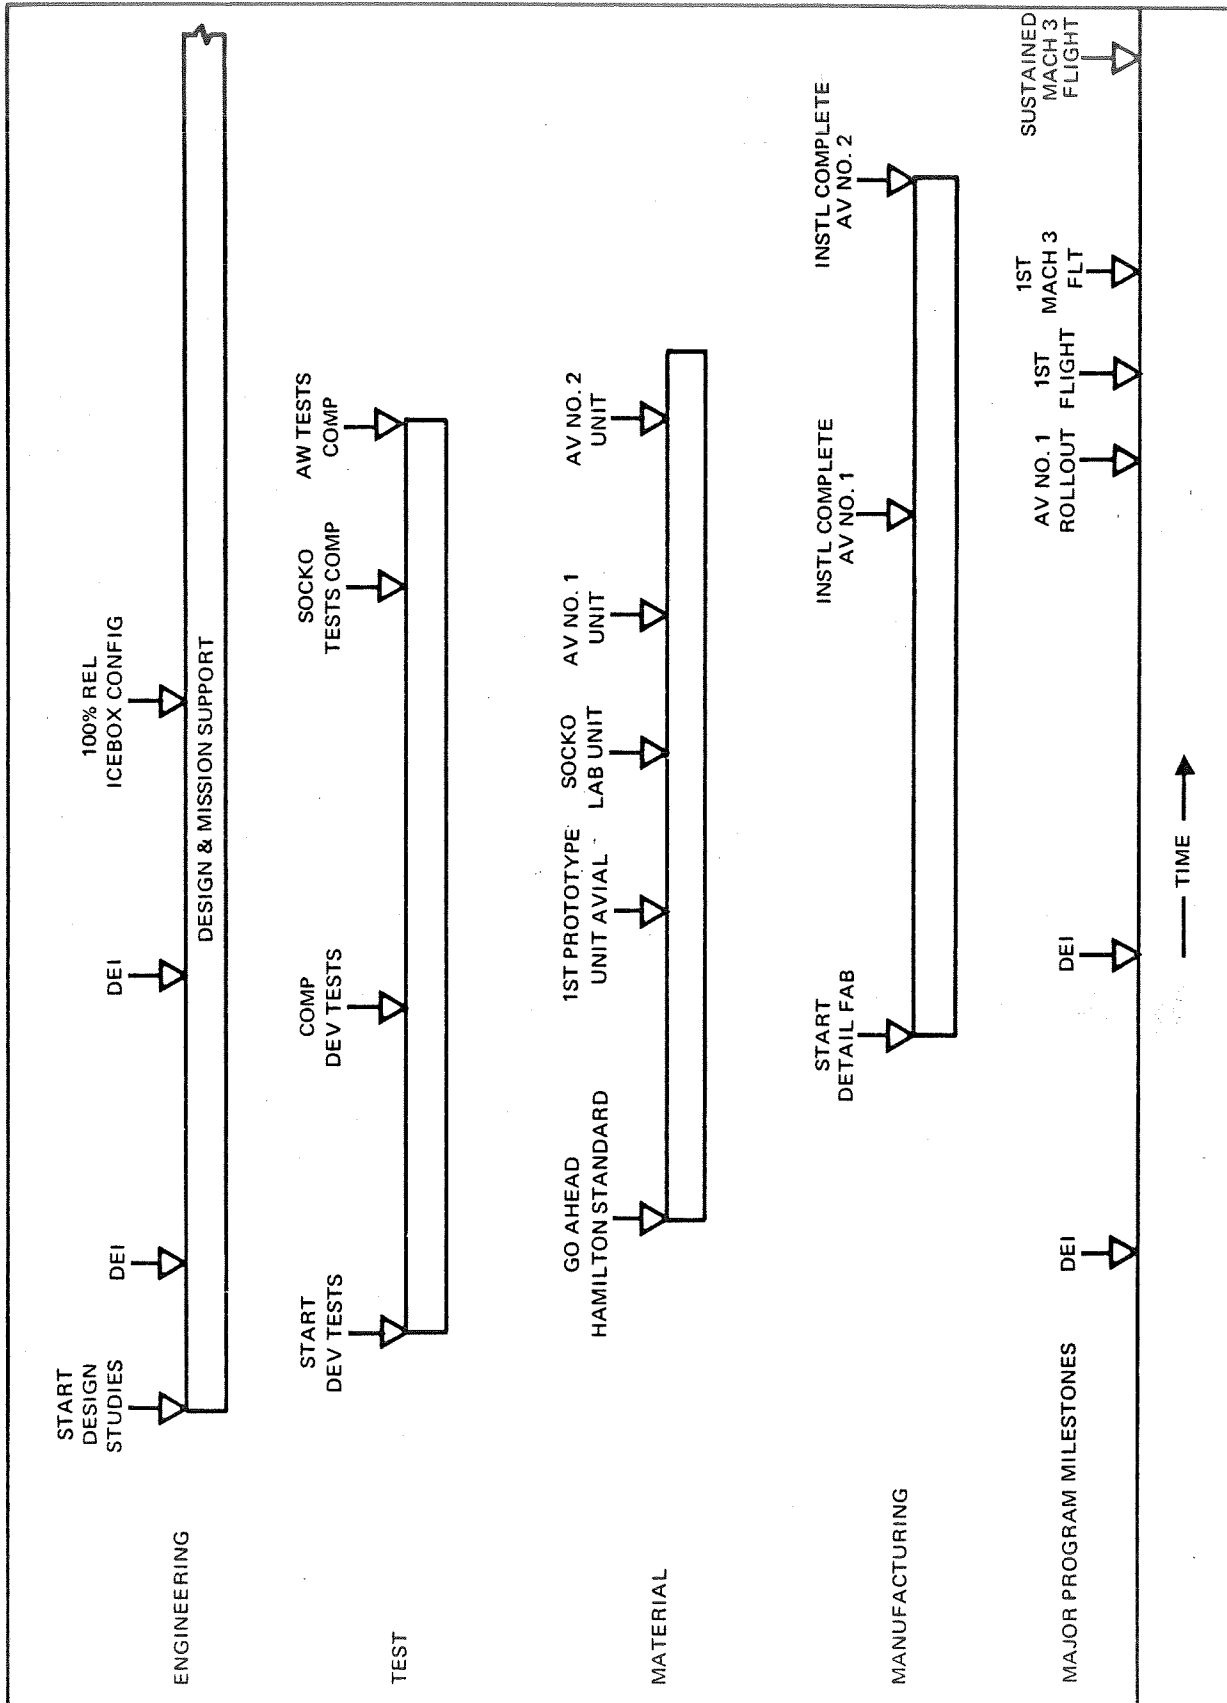 ENGINEERING
START
DESIGN
STUDIES
DEI
DEI
100% REL
ICEBOX CONFIG
DESIGN & MISSION SUPPORT
TEST
START
DEV TESTS
COMP
DEV TESTS
SOCKO
TESTS COMP
AW TESTS
COMP
MATERIAL
GO AHEAD
HAMILTON STANDARD
1ST PROTOTYPE
UNIT AVIAL
SOCKO
LAB UNIT
AV NO. 1
UNIT
AV NO. 2
UNIT
MANUFACTURING
START
DETAIL FAB
INSTL COMPLETE
AV NO. 1
INSTL COMPLETE
AV NO. 2
MAJOR PROGRAM MILESTONES
DEI
DEI
AV NO. 1
ROLLOUT
1ST
FLIGHT
1ST
MACH 3
FLT
SUSTAINED
MACH 3
FLIGHT
TIME